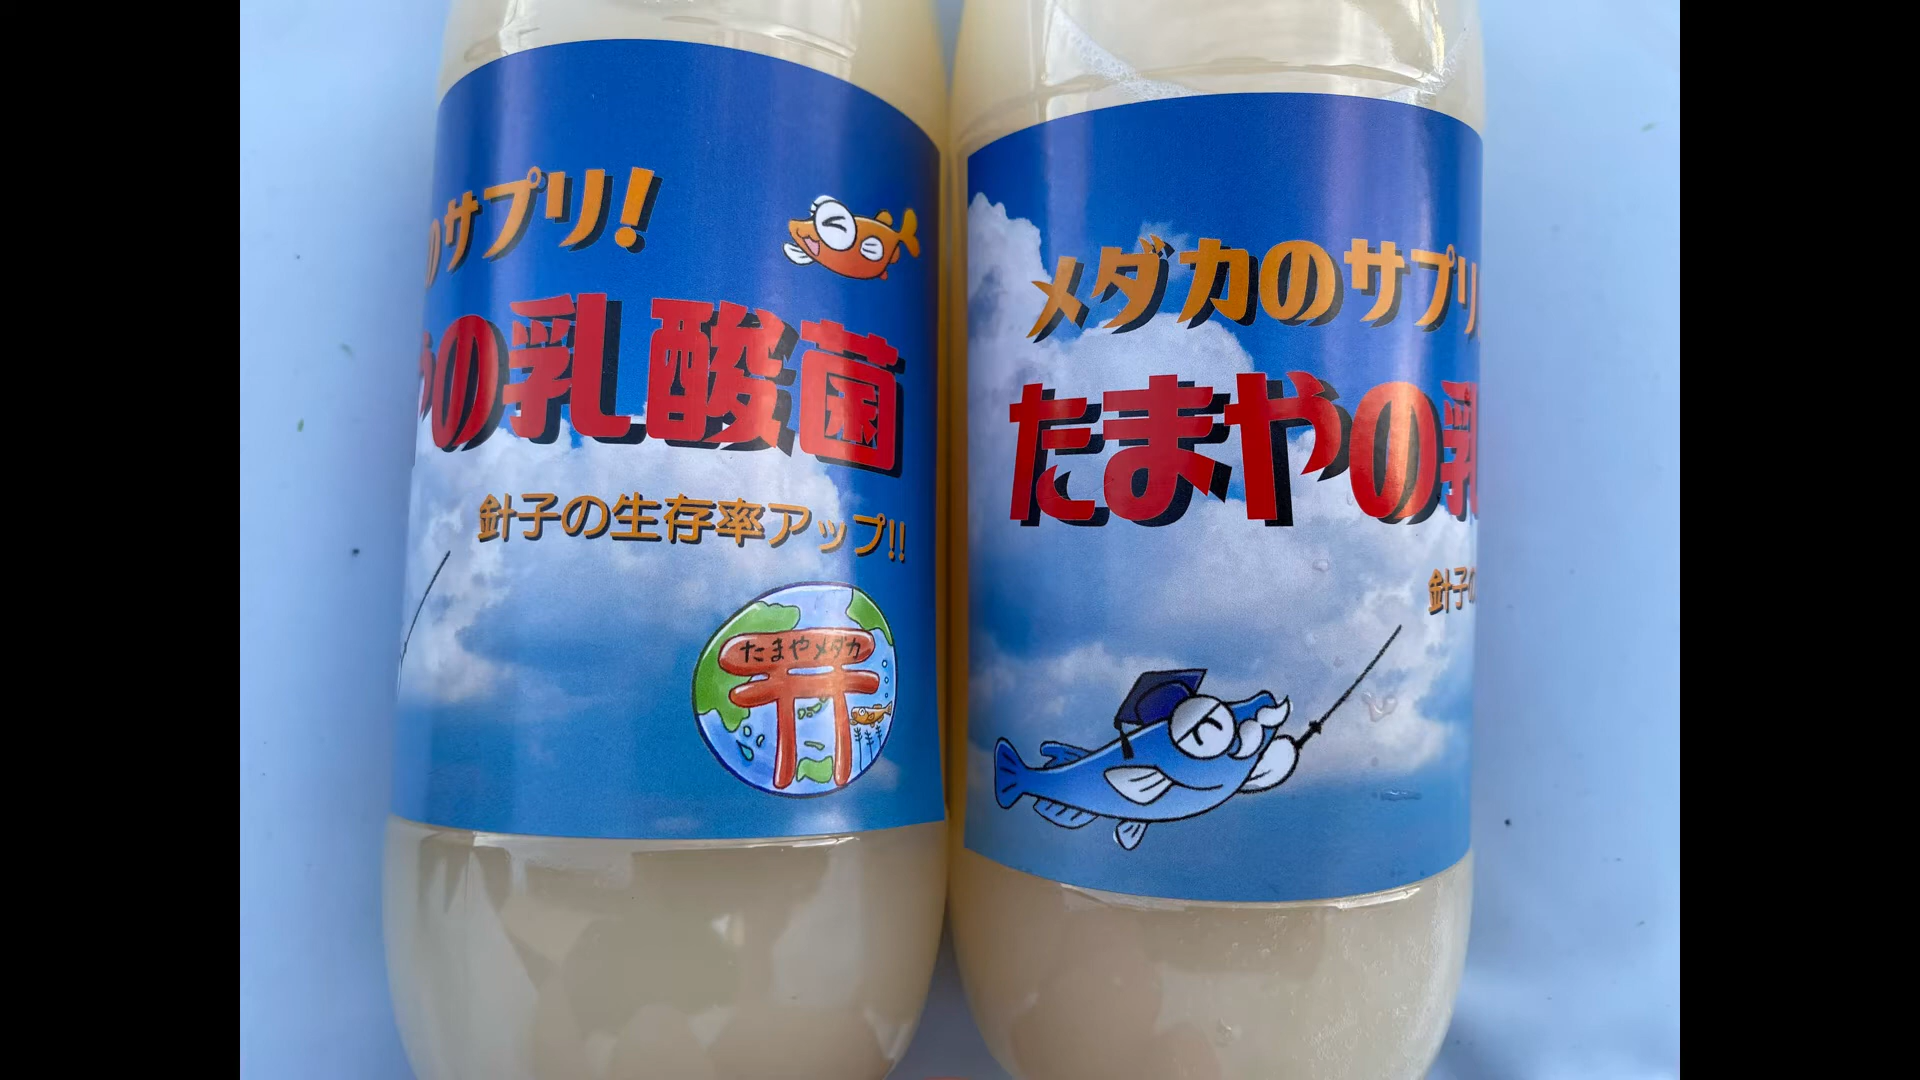 のサプリ!
の乳酸菌
針子の生存率アップ!!
たまやメダカ
メダカのサプリ
たまやの乳
針子の